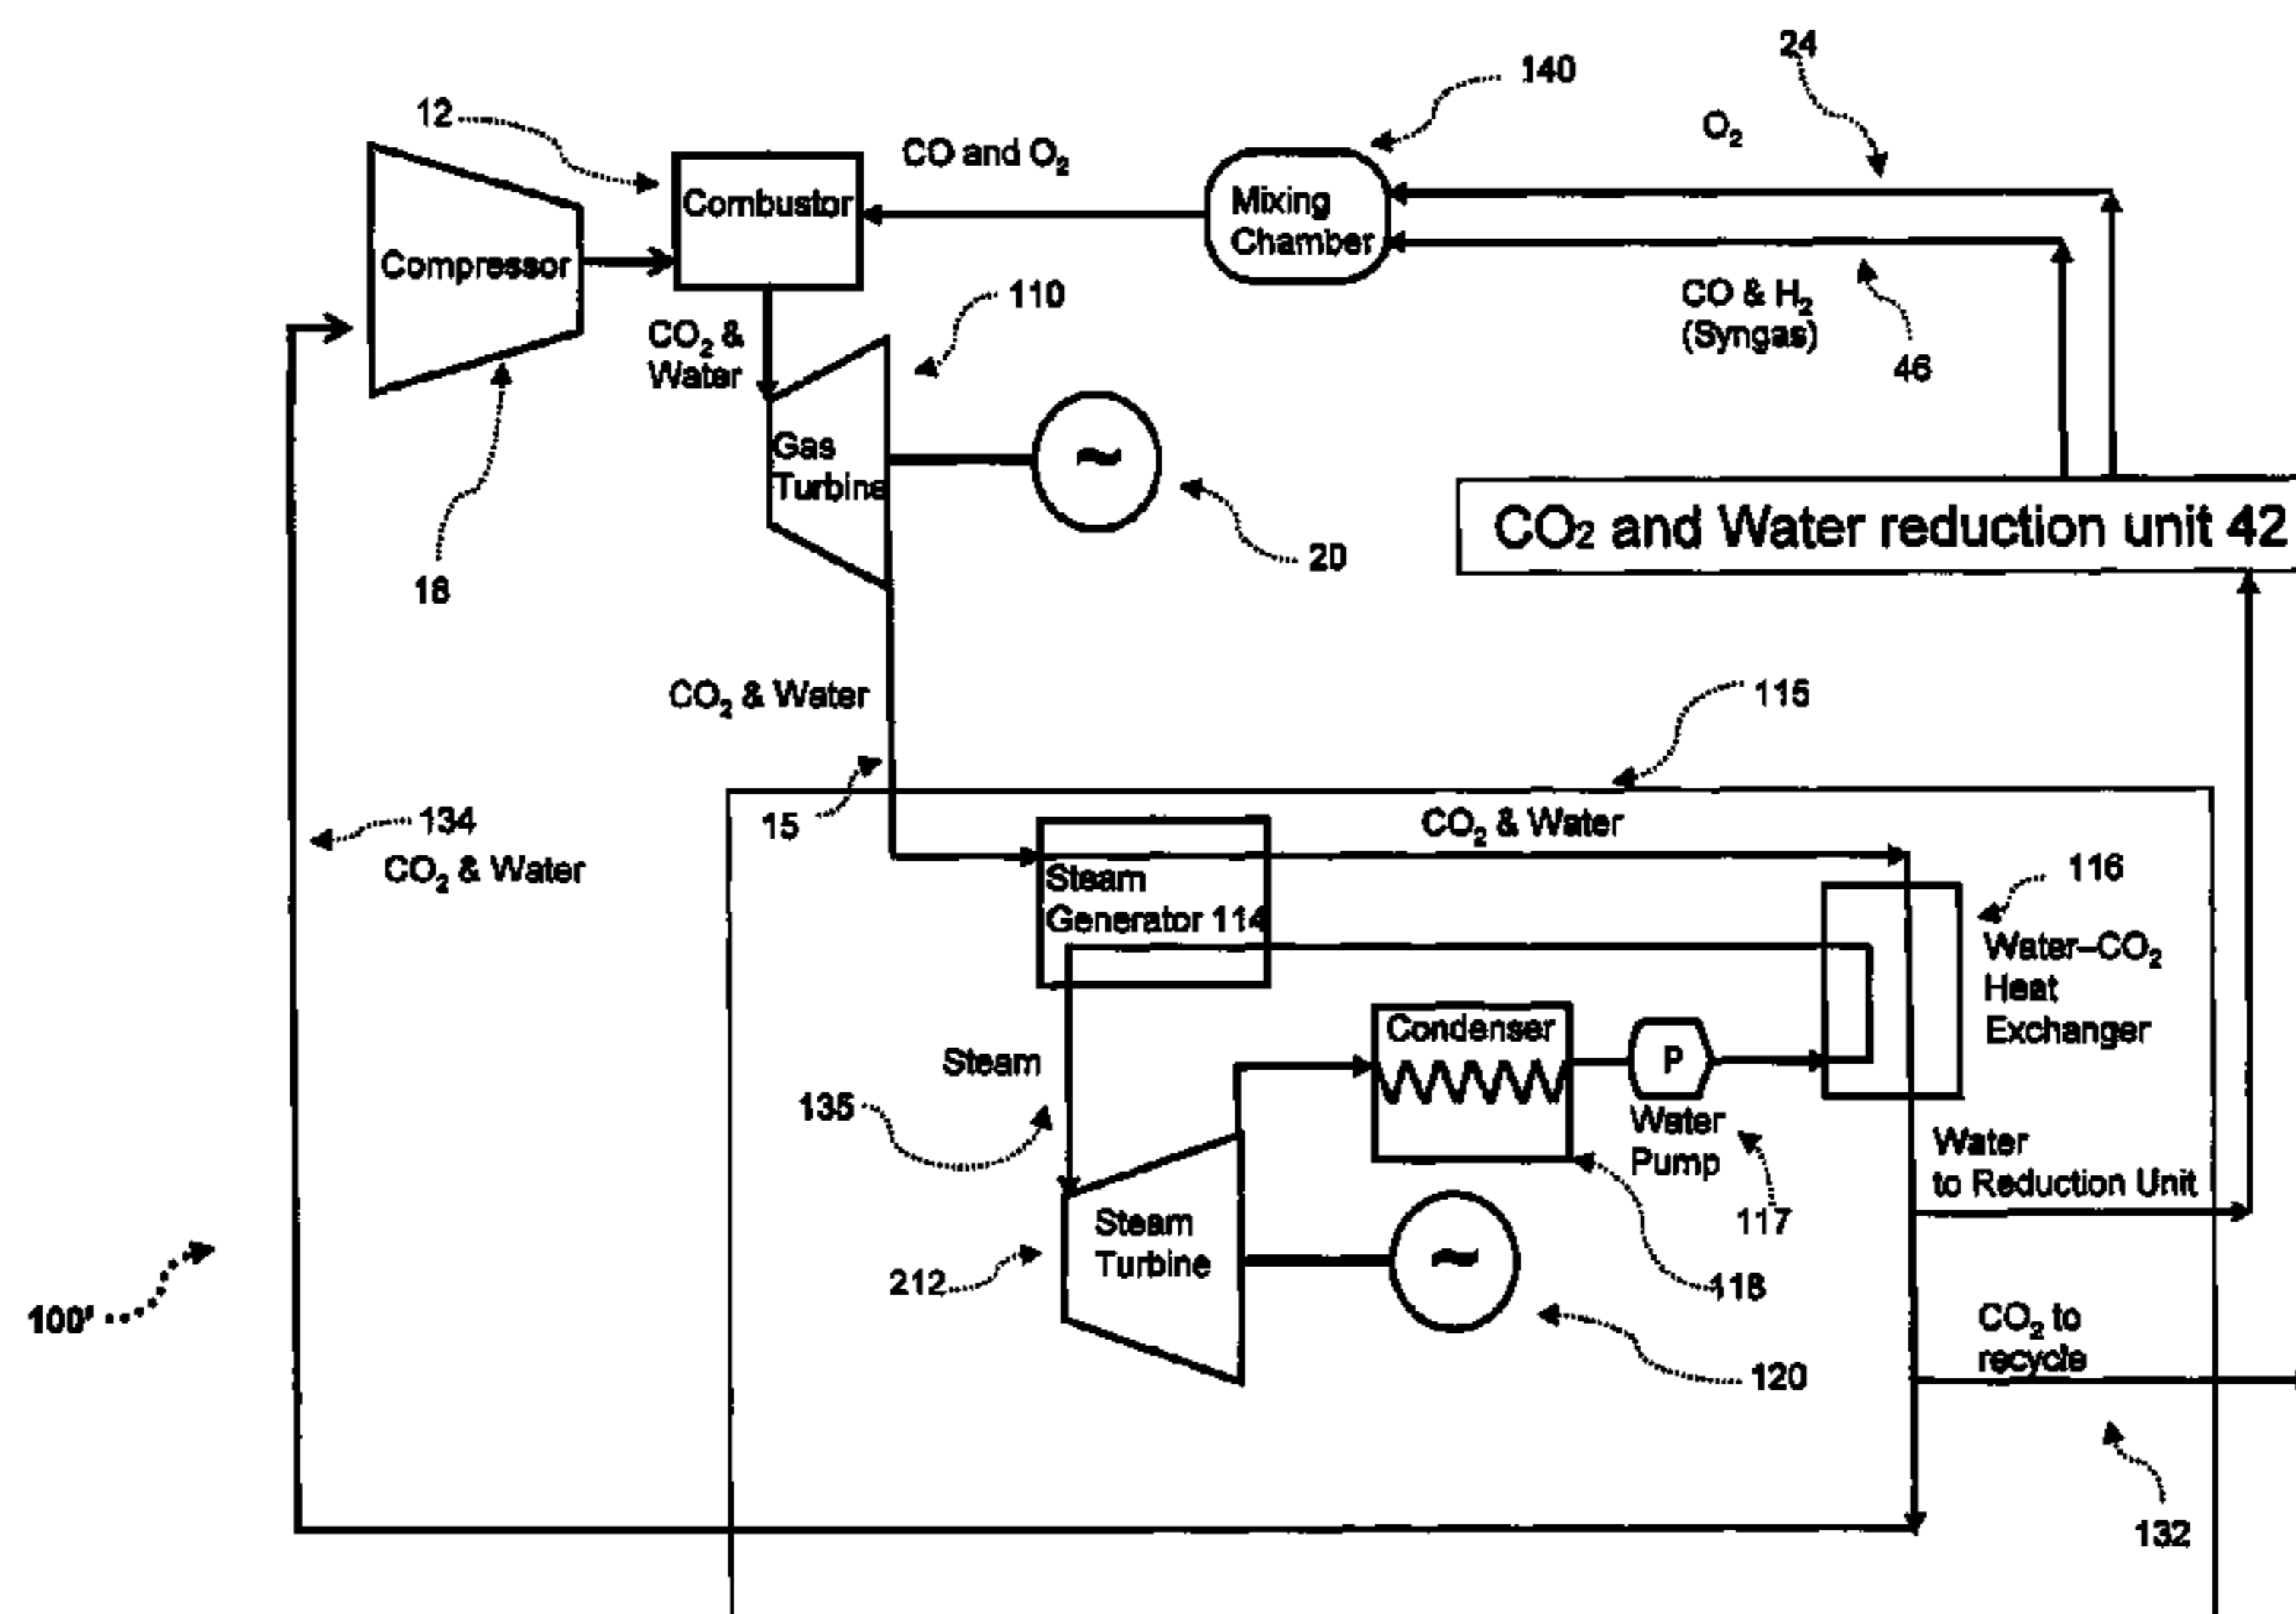 24
140
O2
12
CO and O2
Combustor
Mixing
Chamber
Compressor
110
CO & H2
(Syngas)
46
CO2 &
Water
Gas
Turbine
~
CO2 and Water reduction unit 42
20
18
CO2 & Water
115
15
CO2 & Water
134
CO2 & Water
116
Steam
Generator 114
Water–CO2
Heat
Exchanger
Condenser
P
Steam
135
Water
Pump
Water
to Reduction Unit
117
Steam
Turbine
~
212
118
100'
CO2 to
recycle
120
132